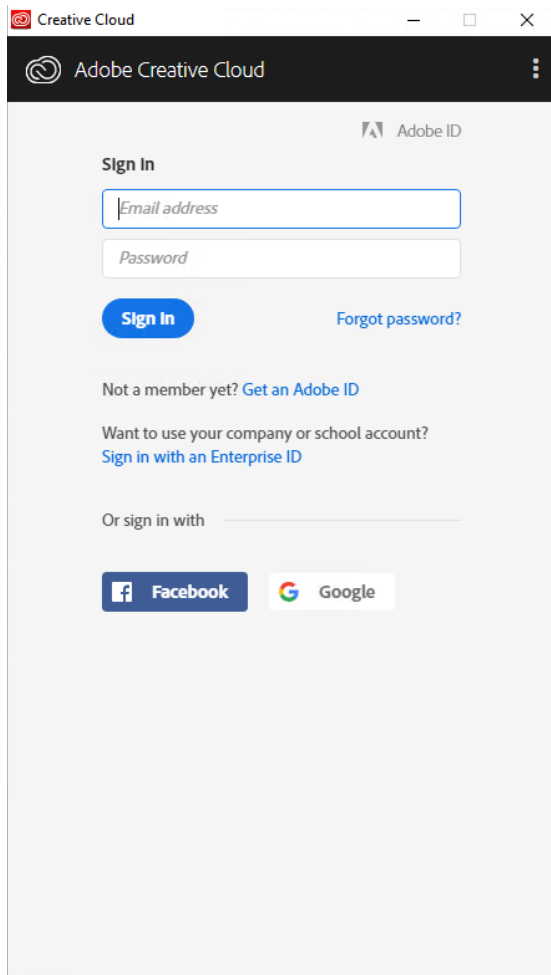 Creative Cloud
Adobe Creative Cloud
Adobe ID
Sign in
Email address
Password
Sign in
Forgot password?
Not a member yet? Get an Adobe ID
Want to use your company or school account?
Sign in with an Enterprise ID
Or sign in with
Facebook
Google